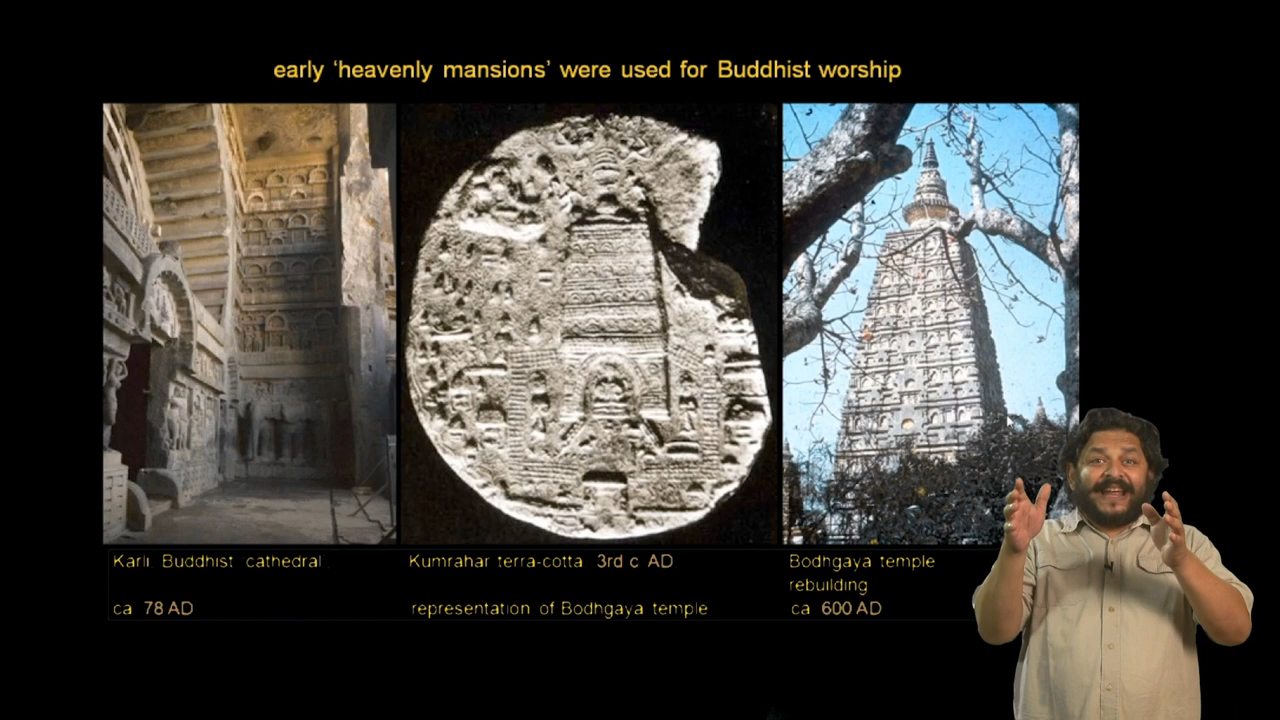 early 'heavenly mansions' were used for Buddhist worship
Karli Buddhist cathedral
ca 78 AD
Kumrahar terra-cotta 3rd c AD
representation of Bodhgaya temple
Bodhgaya temple
rebuilding
ca 600 AD